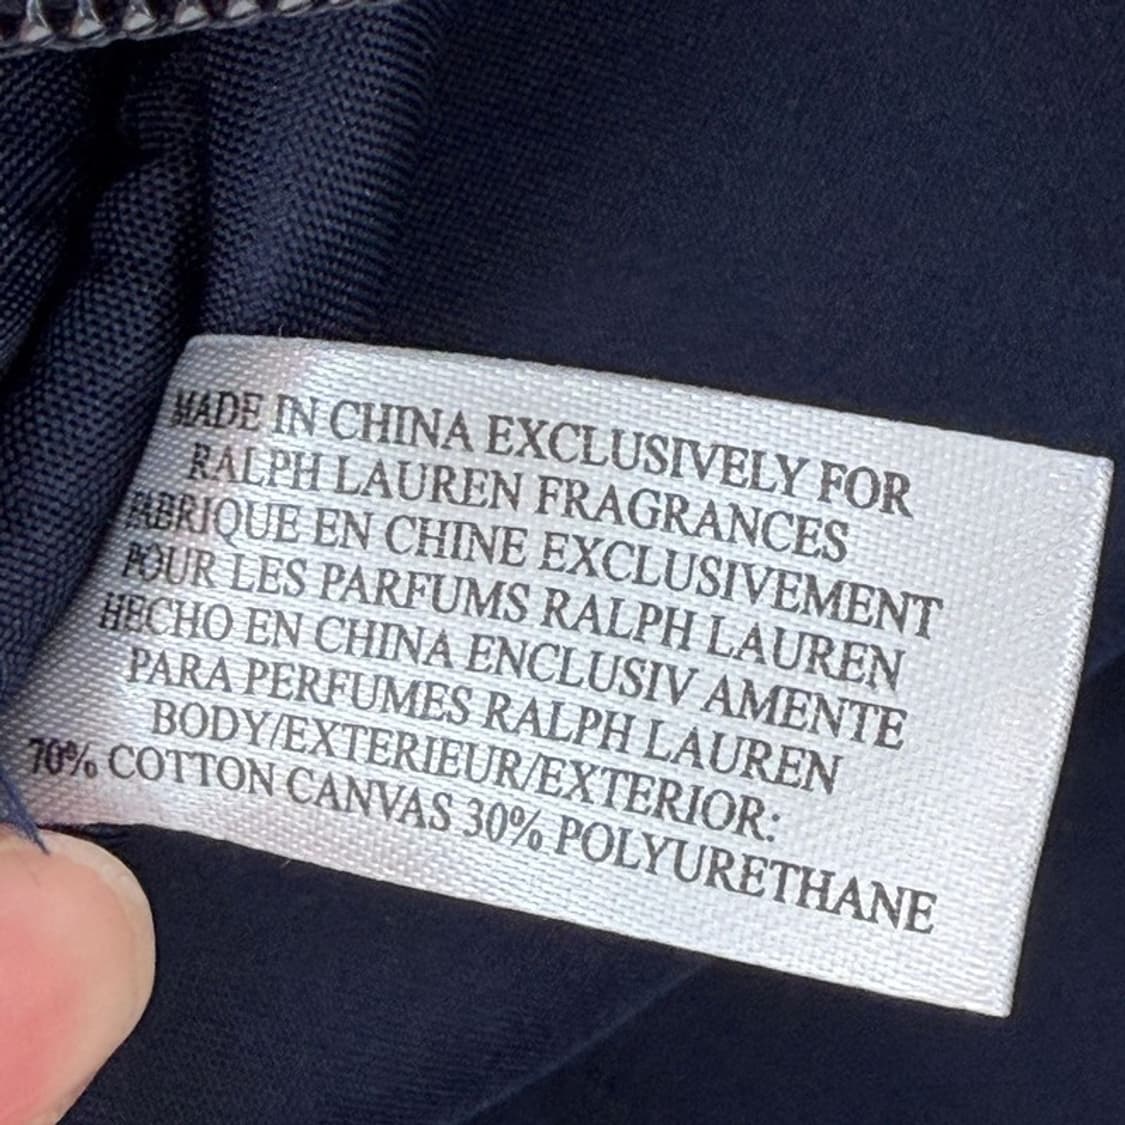 MADE IN CHINA EXCLUSIVELY FOR
RALPH LAUREN FRAGRANCES
FABRIQUE EN CHINE EXCLUSIVEMENT
POUR LES PARFUMS RALPH LAUREN
HECHO EN CHINA ENCLUSIV AMENTE
PARA PERFUMES RALPH LAUREN
BODY/EXTERIEUR/EXTERIOR:
70% COTTON CANVAS 30% POLYURETHANE